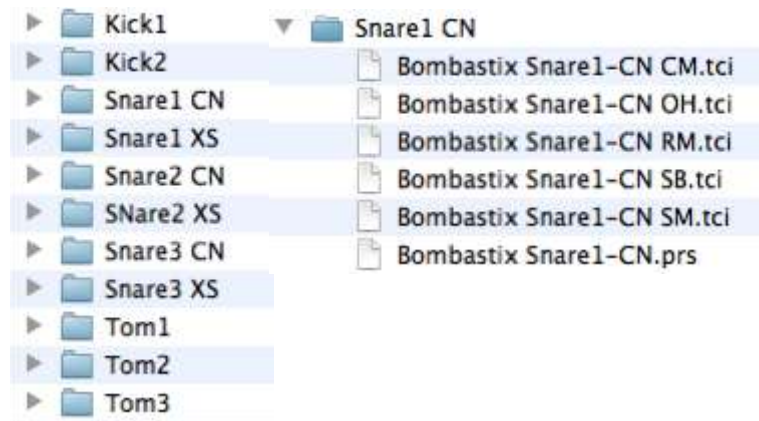 Kick1
Kick2
Snare1 CN
Snare1 XS
Snare2 CN
SNare2 XS
Snare3 CN
Snare3 XS
Tom1
Tom2
Tom3
Snare1 CN
Bombastix Snare1-CN CM.tci
Bombastix Snare1-CN OH.tci
Bombastix Snare1-CN RM.tci
Bombastix Snare1-CN SB.tci
Bombastix Snare1-CN SM.tci
Bombastix Snare1-CN.prs